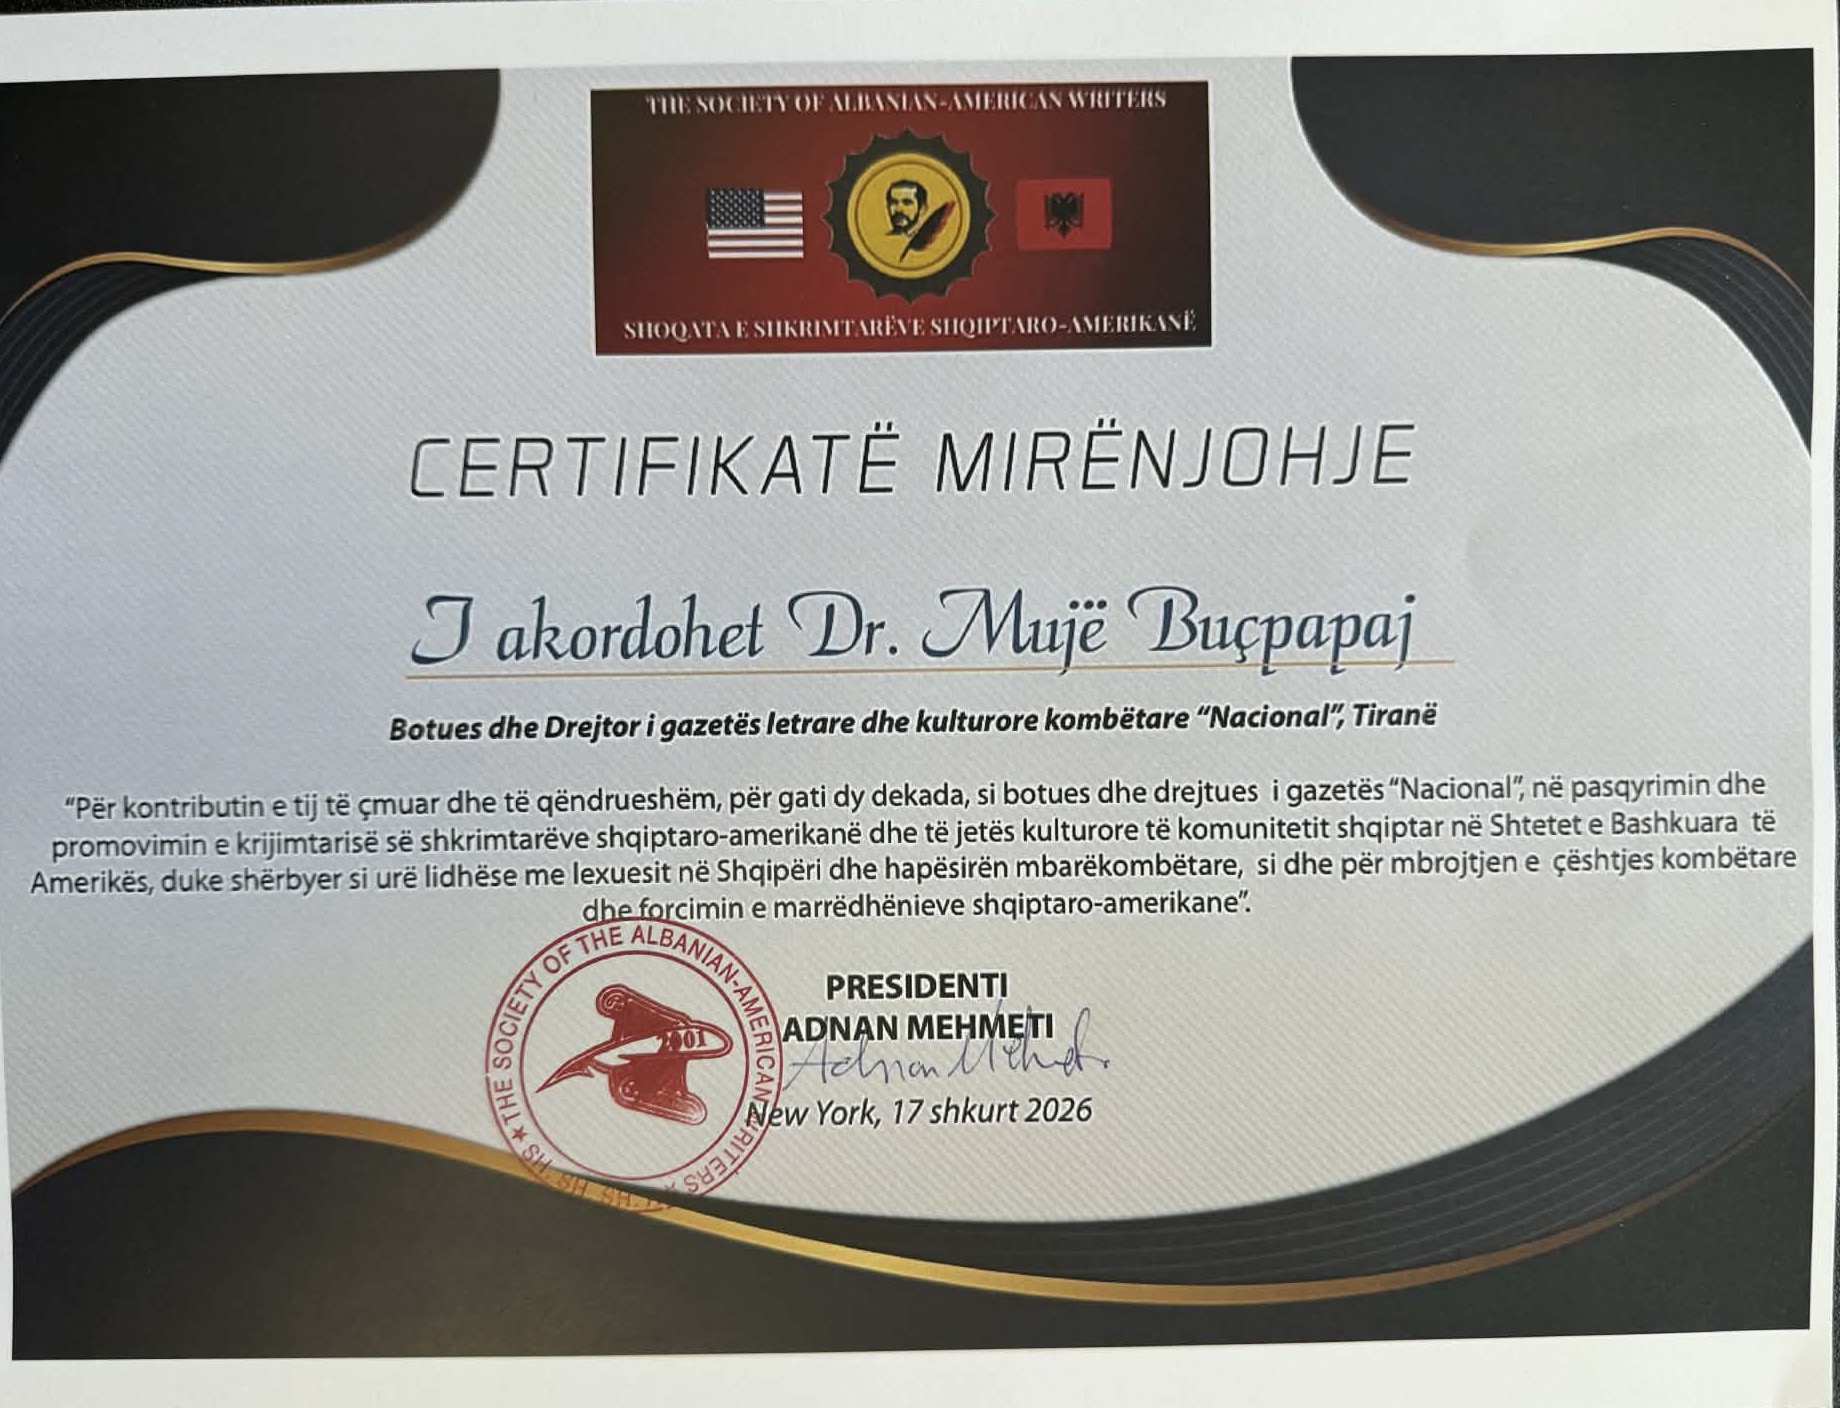 THE SOCIETY OF ALBANIAN-AMERICAN WRITERS
SHOQATA E SHKRIMTARËVE SHQIPTARO-AMERIKANË
CERTIFIKATË MIRËNJOHJE
I akordohet Dr. Mujë Buçpapaj
Botues dhe Drejtor i gazetës letrare dhe kulturore kombëtare “Nacional”, Tiranë
“Për kontributin e tij të çmuar dhe të qëndrueshëm, për gati dy dekada, si botues dhe drejtues i gazetës “Nacional”, në pasqyrimin dhe
promovimin e krijimtarisë së shkrimtarëve shqiptaro-amerikanë dhe të jetës kulturore të komunitetit shqiptar në Shtetet e Bashkuara të
Amerikës, duke shërbyer si urë lidhëse me lexuesit në Shqipëri dhe hapësirën mbarëkombëtare, si dhe për mbrojtjen e çështjes kombëtare
dhe forcimin e marrëdhënieve shqiptaro-amerikane”.
PRESIDENTI
ADNAN MEHMETI
Adnan Mehmeti
New York, 17 shkurt 2026
★ THE SOCIETY OF THE ALBANIAN-AMERICAN WRITERS ★
SH. SH. SH.
2001